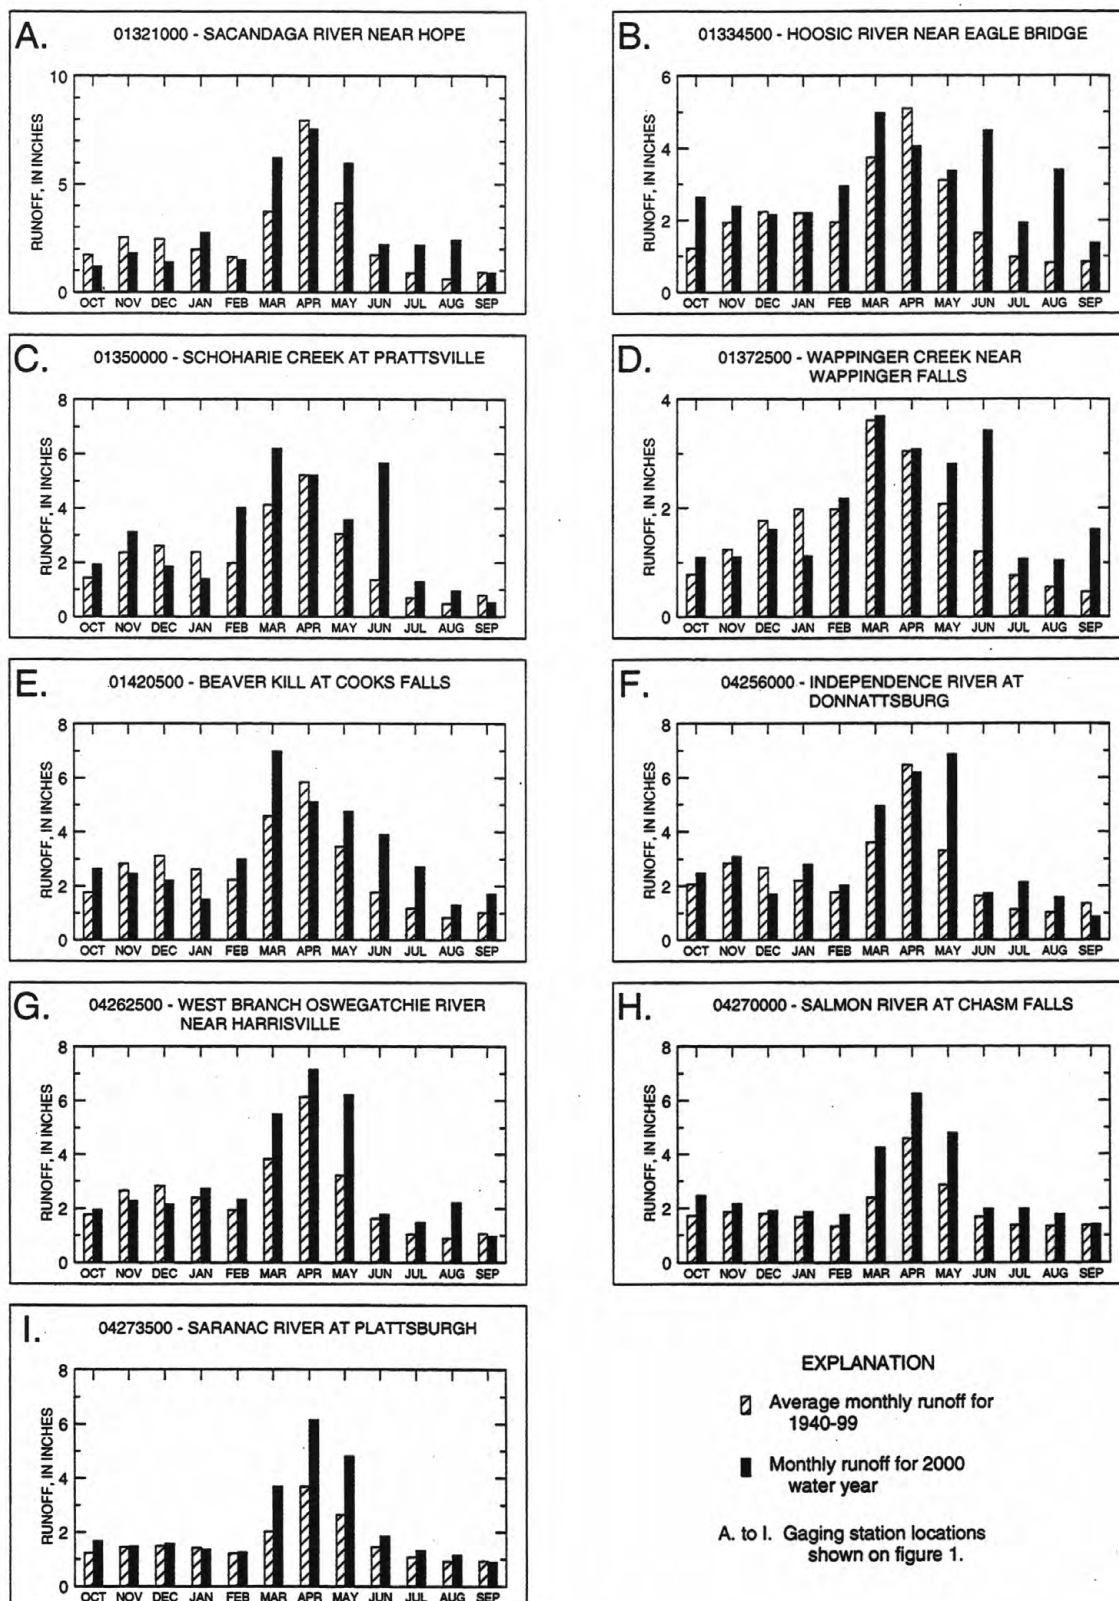 A.
01321000 - SACANDAGA RIVER NEAR HOPE
RUNOFF, IN INCHES
10
5
0
OCT NOV DEC JAN FEB MAR APR MAY JUN JUL AUG SEP
B.
01334500 - HOOSIC RIVER NEAR EAGLE BRIDGE
RUNOFF, IN INCHES
6
4
2
0
OCT NOV DEC JAN FEB MAR APR MAY JUN JUL AUG SEP
C.
01350000 - SCHOHARIE CREEK AT PRATTSVILLE
RUNOFF, IN INCHES
8
6
4
2
0
OCT NOV DEC JAN FEB MAR APR MAY JUN JUL AUG SEP
D.
01372500 - WAPPINGER CREEK NEAR
WAPPINGER FALLS
RUNOFF, IN INCHES
4
2
0
OCT NOV DEC JAN FEB MAR APR MAY JUN JUL AUG SEP
E.
01420500 - BEAVER KILL AT COOKS FALLS
RUNOFF, IN INCHES
8
6
4
2
0
OCT NOV DEC JAN FEB MAR APR MAY JUN JUL AUG SEP
F.
04256000 - INDEPENDENCE RIVER AT
DONNATTSBURG
RUNOFF, IN INCHES
8
6
4
2
0
OCT NOV DEC JAN FEB MAR APR MAY JUN JUL AUG SEP
G.
04262500 - WEST BRANCH OSWEGATCHIE RIVER
NEAR HARRISVILLE
RUNOFF, IN INCHES
8
6
4
2
0
OCT NOV DEC JAN FEB MAR APR MAY JUN JUL AUG SEP
H.
04270000 - SALMON RIVER AT CHASM FALLS
RUNOFF, IN INCHES
8
6
4
2
0
OCT NOV DEC JAN FEB MAR APR MAY JUN JUL AUG SEP
I.
04273500 - SARANAC RIVER AT PLATTSBURGH
RUNOFF, IN INCHES
8
6
4
2
0
OCT NOV DEC JAN FEB MAR APR MAY JUN JUL AUG SEP
EXPLANATION
Average monthly runoff for
1940-99
Monthly runoff for 2000
water year
A. to I. Gaging station locations
shown on figure 1.